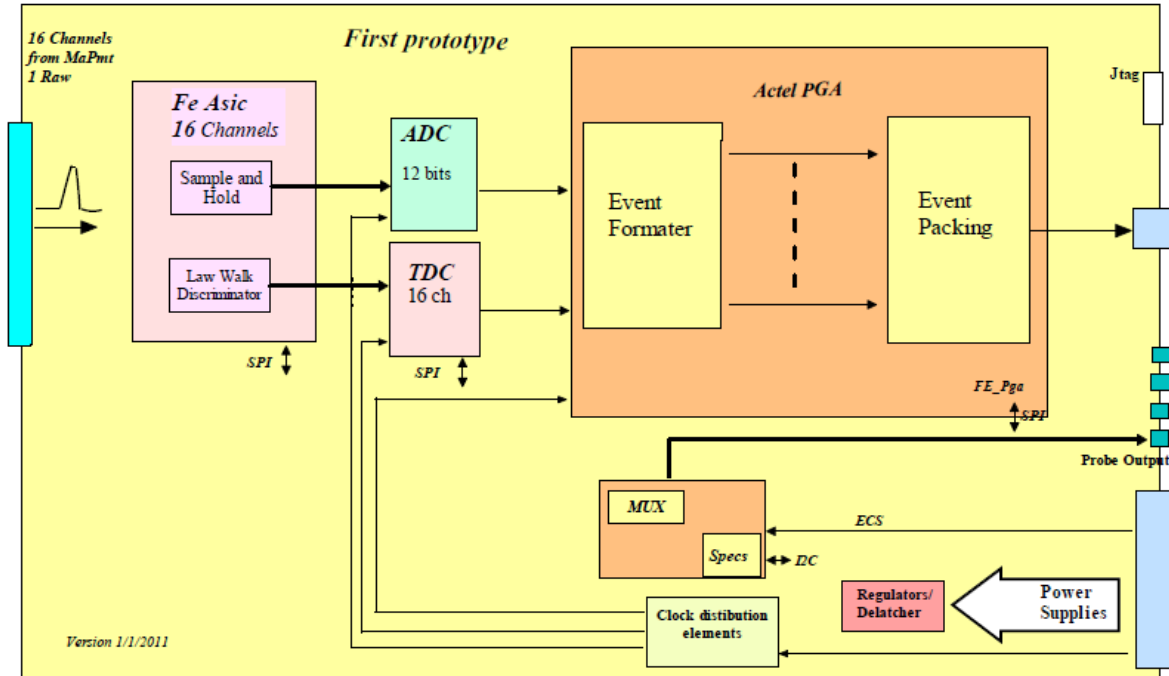 16 Channels
from MaPmt
1 Raw
First prototype
Jtag
Fe Asic
16 Channels
Sample and
Hold
Law Walk
Discriminator
SPI
ADC
12 bits
TDC
16 ch
SPI
Actel PGA
Event
Formater
Event
Packing
FE_Pga
SPI
Probe Output
MUX
Specs
ECS
I2C
Regulators/
Delatcher
Power
Supplies
Clock distibution
elements
Version 1/1/2011